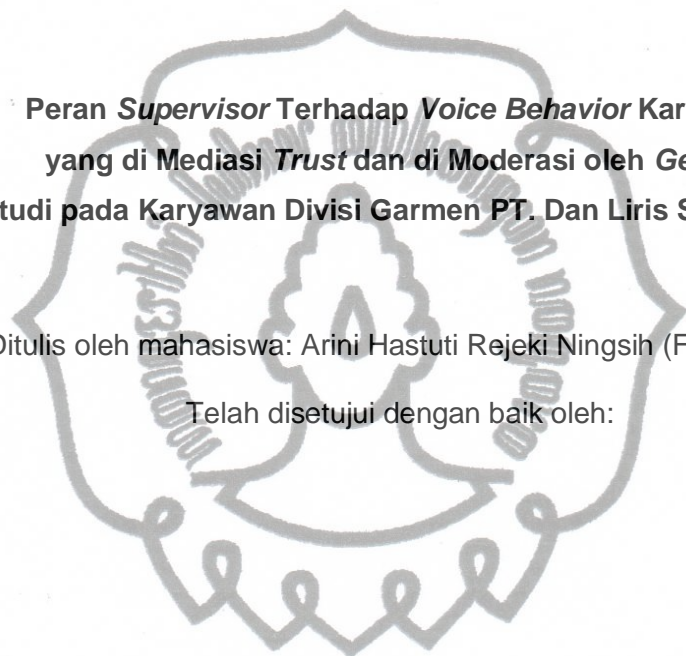 Peran Supervisor Terhadap Voice Behavior Kar
yang di Mediasi Trust dan di Moderasi oleh Ge
tudi pada Karyawan Divisi Garmen PT. Dan Liris S
Ditulis oleh mahasiswa: Arini Hastuti Rejeki Ningsih (F
Telah disetujui dengan baik oleh: